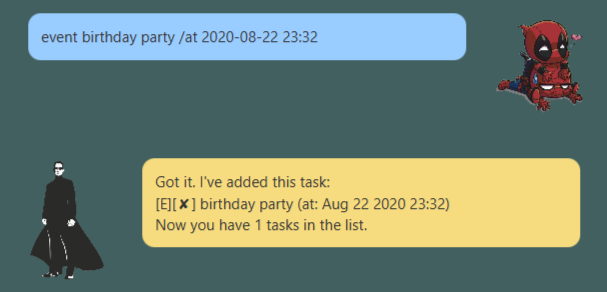 event birthday party /at 2020-08-22 23:32
Got it. I've added this task:
[E][✘] birthday party (at: Aug 22 2020 23:32)
Now you have 1 tasks in the list.